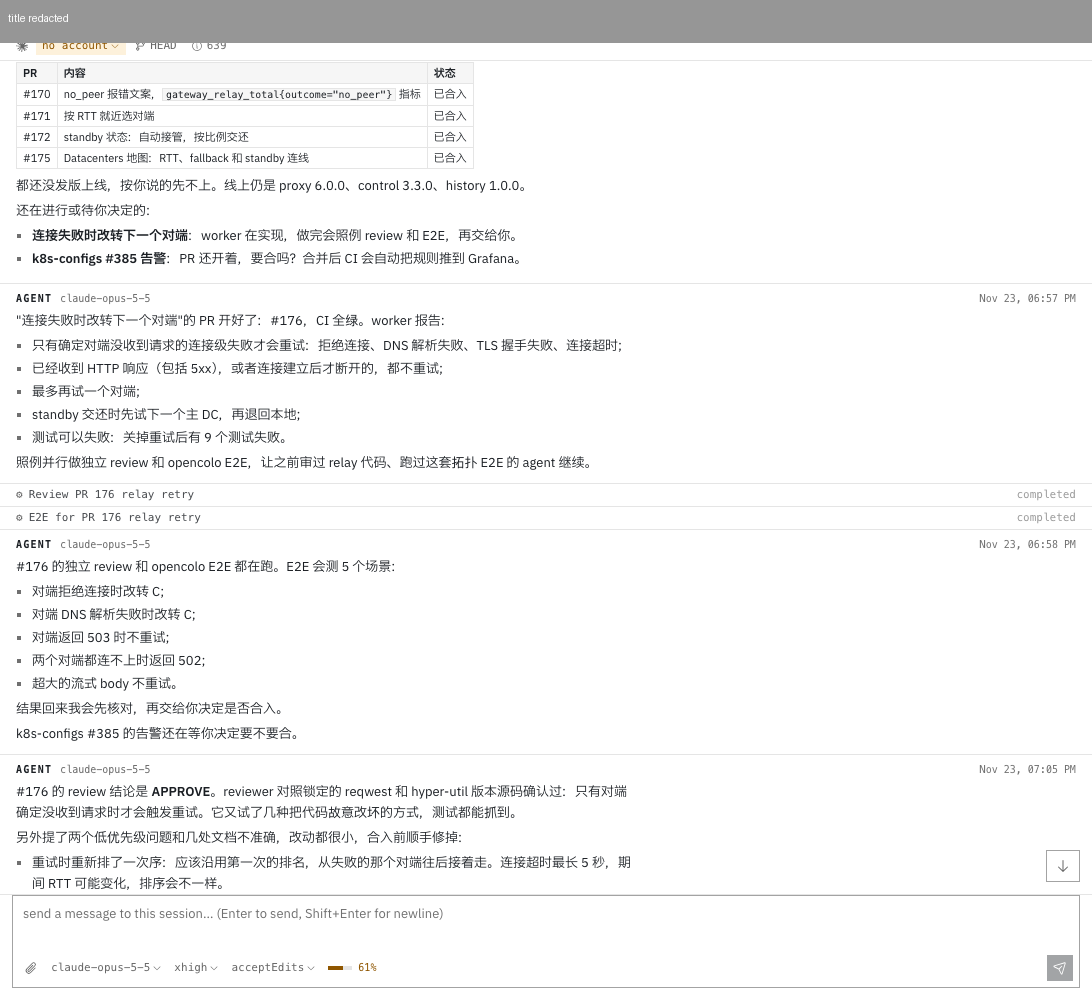 title redacted
no account HEAD 639
PR 内容 状态
#170 no_peer 报错文案，gateway_relay_total{outcome="no_peer"} 指标 已合入
#171 按 RTT 就近选对端 已合入
#172 standby 状态：自动接管，按比例交还 已合入
#175 Datacenters 地图：RTT、fallback 和 standby 连线 已合入
都还没发版上线，按你说的先不上。线上仍是 proxy 6.0.0、control 3.3.0、history 1.0.0。
还在进行或待你决定的：
连接失败时改转下一个对端：worker 在实现，做完会照例 review 和 E2E，再交给你。
k8s-configs #385 告警：PR 还开着，要合吗？合并后 CI 会自动把规则推到 Grafana。
AGENT claude-opus-5-5 Nov 23, 06:57 PM
"连接失败时改转下一个对端"的 PR 开好了：#176，CI 全绿。worker 报告：
只有确定对端没收到请求的连接级失败才会重试：拒绝连接、DNS 解析失败、TLS 握手失败、连接超时；
已经收到 HTTP 响应（包括 5xx），或者连接建立后才断开的，都不重试；
最多再试一个对端；
standby 交还时先试下一个主 DC，再退回本地；
测试可以失败：关掉重试后有 9 个测试失败。
照例并行做独立 review 和 opencolo E2E，让之前审过 relay 代码、跑过这套拓扑 E2E 的 agent 继续。
Review PR 176 relay retry completed
E2E for PR 176 relay retry completed
AGENT claude-opus-5-5 Nov 23, 06:58 PM
#176 的独立 review 和 opencolo E2E 都在跑。E2E 会测 5 个场景：
对端拒绝连接时改转 C；
对端 DNS 解析失败时改转 C；
对端返回 503 时不重试；
两个对端都连不上时返回 502；
超大的流式 body 不重试。
结果回来我会先核对，再交给你决定是否合入。
k8s-configs #385 的告警还在等你决定要不要合。
AGENT claude-opus-5-5 Nov 23, 07:05 PM
#176 的 review 结论是 APPROVE。reviewer 对照锁定的 reqwest 和 hyper-util 版本源码确认过：只有对端
确定没收到请求时才会触发重试。它又试了几种把代码故意改坏的方式，测试都能抓到。
另外提了两个低优先级问题和几处文档不准确，改动都很小，合入前顺手修掉：
重试时重新排了一次序：应该沿用第一次的排名，从失败的那个对端往后接着走。连接超时最长 5 秒，期
间 RTT 可能变化，排序会不一样。
send a message to this session... (Enter to send, Shift+Enter for newline)
claude-opus-5-5 xhigh acceptEdits 61%